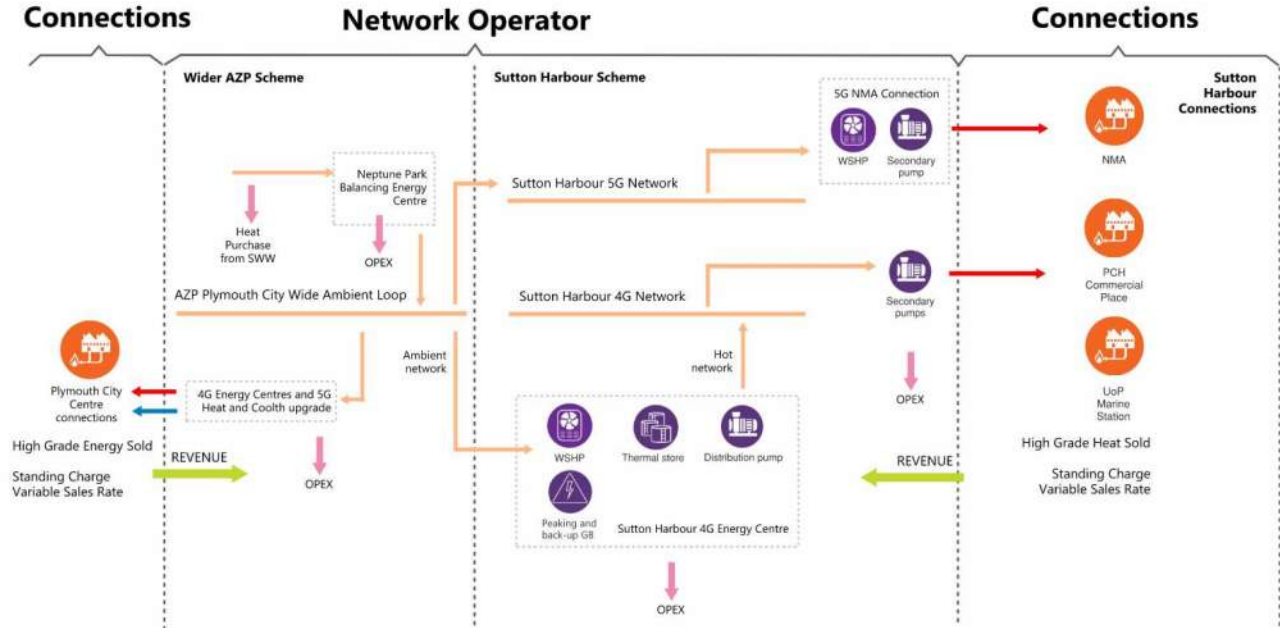 Connections
Network Operator
Connections
Wider AZP Scheme
Sutton Harbour Scheme
Sutton
Harbour
Connections
5G NMA Connection
WSHP
Secondary
pump
NMA
Neptune Park
Balancing Energy
Centre
Heat
Purchase
from SWW
OPEX
Sutton Harbour 5G Network
AZP Plymouth City Wide Ambient Loop
Sutton Harbour 4G Network
Secondary
pumps
PCH
Commercial
Place
Ambient
network
Hot
network
Plymouth City
Centre
connections
4G Energy Centres and 5G
Heat and Coolth upgrade
OPEX
UoP
Marine
Station
High Grade Energy Sold
REVENUE
Standing Charge
Variable Sales Rate
OPEX
WSHP
Thermal store
Distribution pump
Peaking and
back-up GB
Sutton Harbour 4G Energy Centre
OPEX
REVENUE
High Grade Heat Sold
Standing Charge
Variable Sales Rate